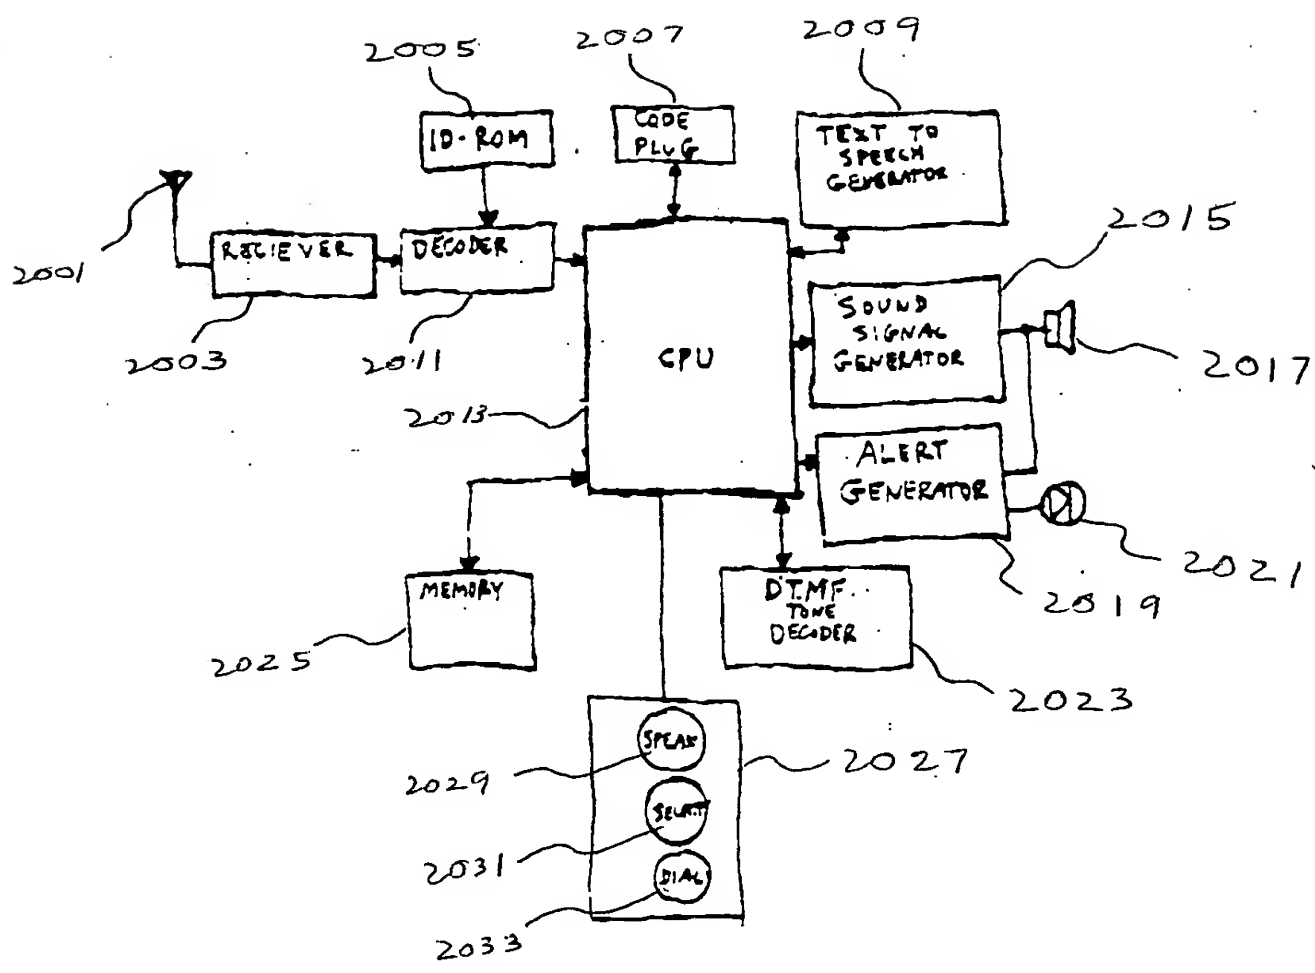 2005
2007
2009
ID-ROM
CODE
PLUG
TEXT TO
SPEECH
GENERATOR
2001
RECIEVER
DECODER
2015
2003
2011
CPU
SOUND
SIGNAL
GENERATOR
2017
2013
ALERT
GENERATOR
2021
2019
MEMORY
DTMF
TONE
DECODER
2025
2023
SPEAK
2027
2029
SELECT
2031
DIAL
2033